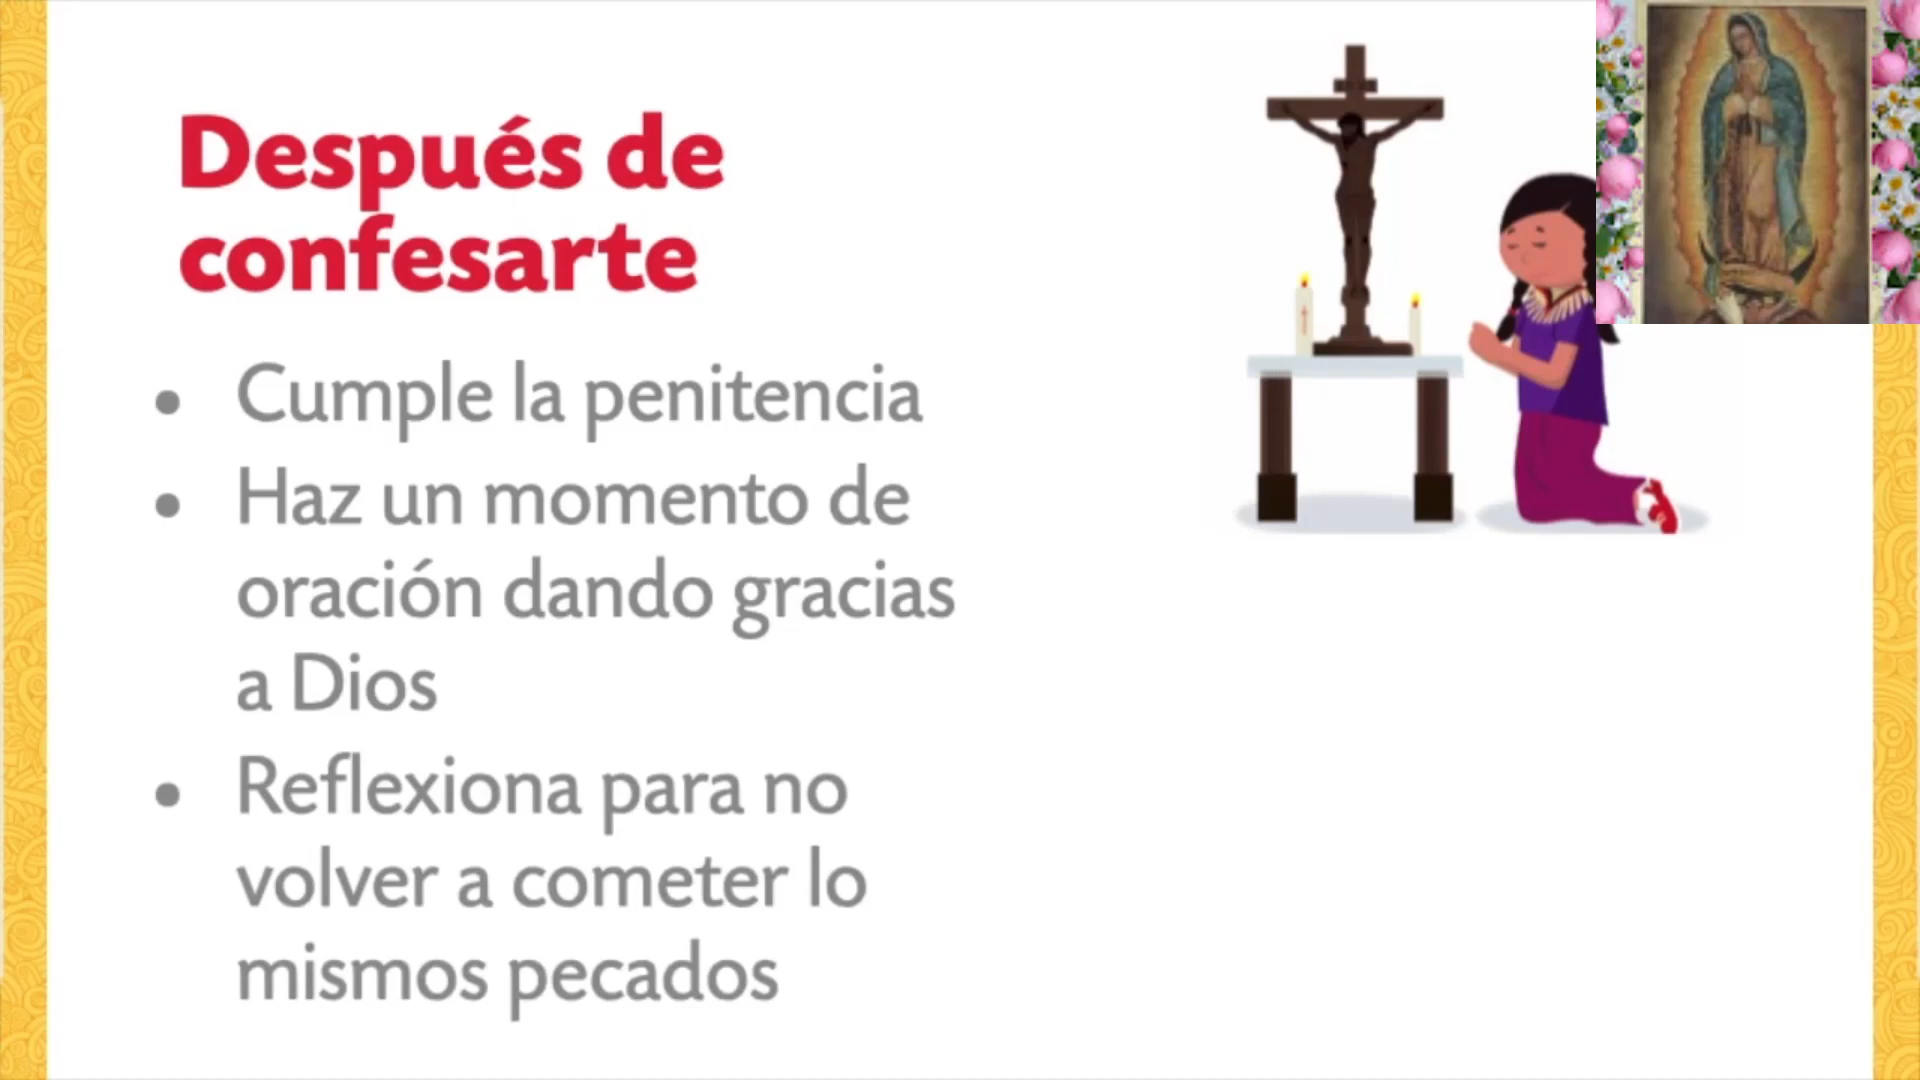 Después de
confesarte
• Cumple la penitencia
• Haz un momento de
oración dando gracias
a Dios
• Reflexiona para no
volver a cometer lo
mismos pecados